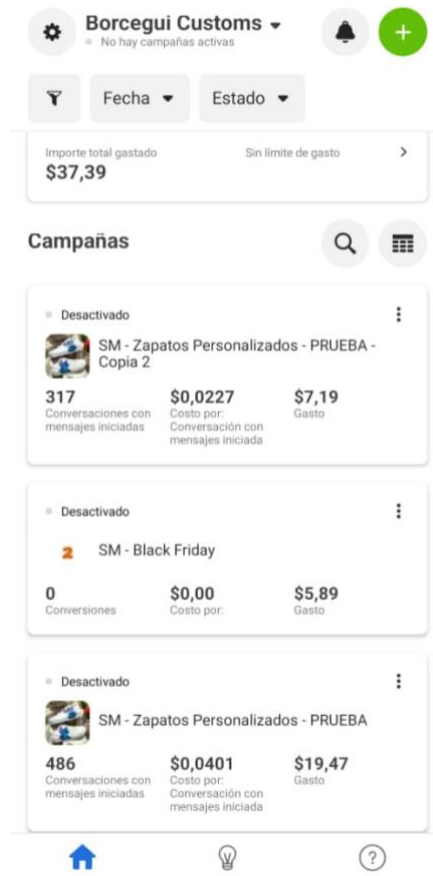 Borcegui Customs
No hay campañas activas
Fecha
Estado
Importe total gastado
Sin límite de gasto
$37,39
Campañas
Desactivado
SM - Zapatos Personalizados - PRUEBA -
Copia 2
317
$0,0227
$7,19
Conversaciones con
mensajes iniciadas
Costo por:
Conversación con
mensajes iniciada
Gasto
Desactivado
2
SM - Black Friday
0
$0,00
$5,89
Conversiones
Costo por:
Gasto
Desactivado
SM - Zapatos Personalizados - PRUEBA
486
$0,0401
$19,47
Conversaciones con
mensajes iniciadas
Costo por:
Conversación con
mensajes iniciada
Gasto